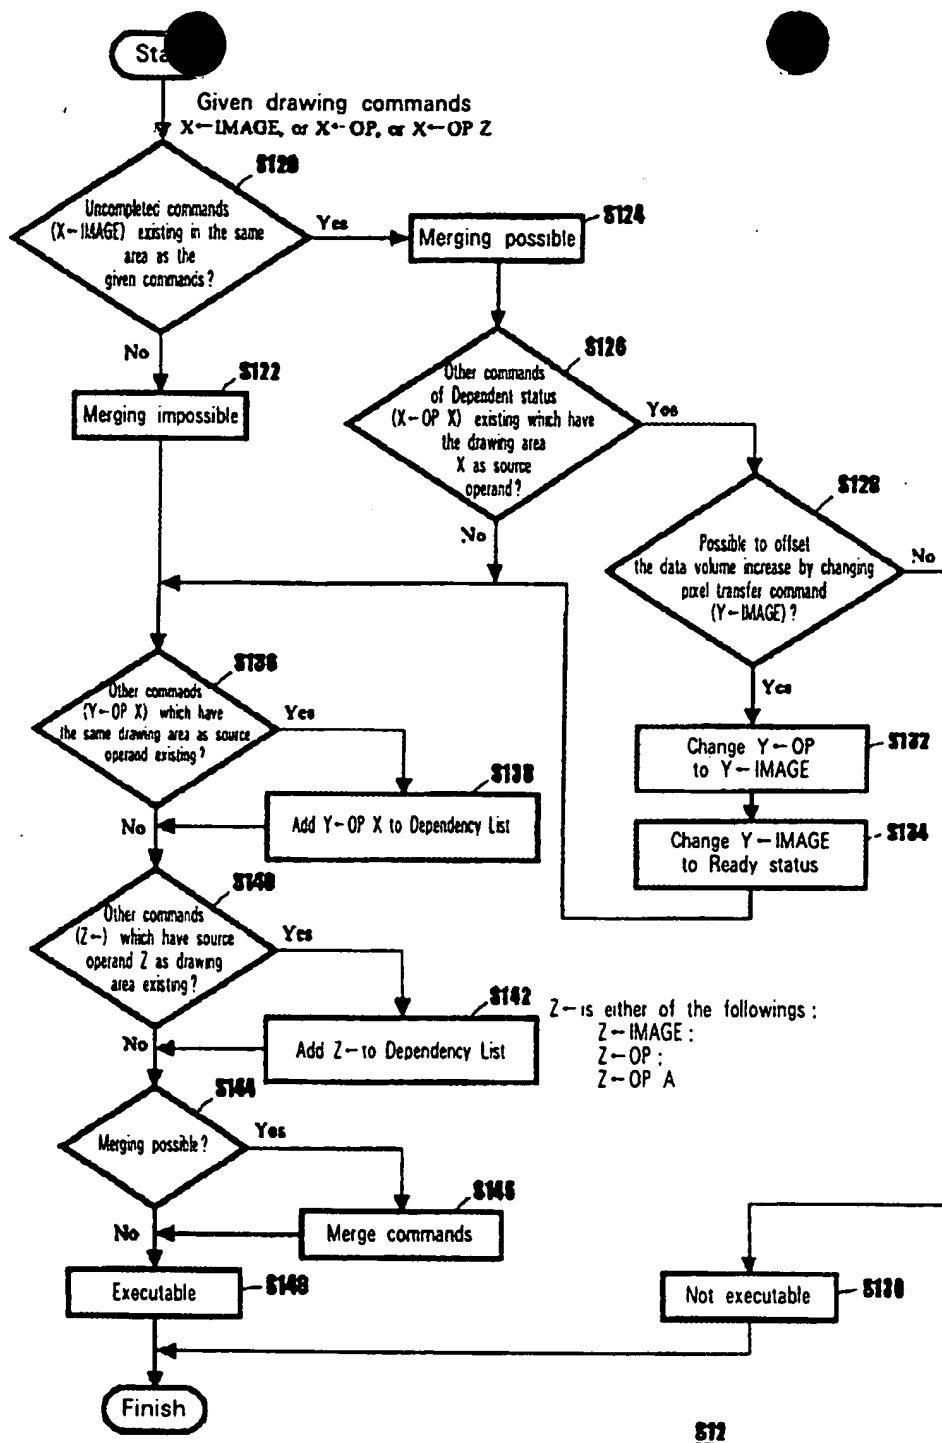 Sta
Given drawing commands
X←IMAGE, or X←OP, or X←OP Z
S120
Uncompleted commands
(X←IMAGE) existing in the same
area as the
given commands?
Yes
S124
Merging possible
No
S122
Merging impossible
S126
Other commands
of Dependent status
(X←OP X) existing which have
the drawing area
X as source
operand?
Yes
No
S128
Possible to offset
the data volume increase by changing
pixel transfer command
(Y←IMAGE)?
No
Yes
S132
Change Y←OP
to Y←IMAGE
S134
Change Y←IMAGE
to Ready status
S136
Other commands
(Y←OP X) which have
the same drawing area as source
operand existing?
Yes
S138
Add Y←OP X to Dependency List
No
S140
Other commands
(Z←) which have source
operand Z as drawing
area existing?
Yes
S142
Add Z←to Dependency List
No
Z←is either of the followings:
Z←IMAGE:
Z←OP:
Z←OP A
S144
Merging possible?
Yes
S146
Merge commands
No
Executable
S148
Not executable
S130
Finish
S12